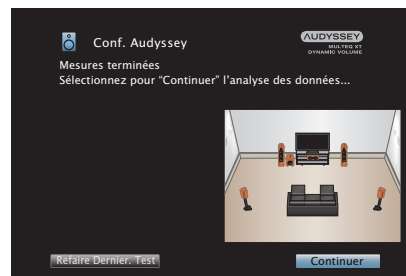 Conf. Audyssey
AUDYSSEY
MULTEQ XT
DYNAMIC VOLUME
Mesures terminées
Sélectionnez pour “Continuer” l’analyse des données...
Refaire Dernier. Test
Continuer